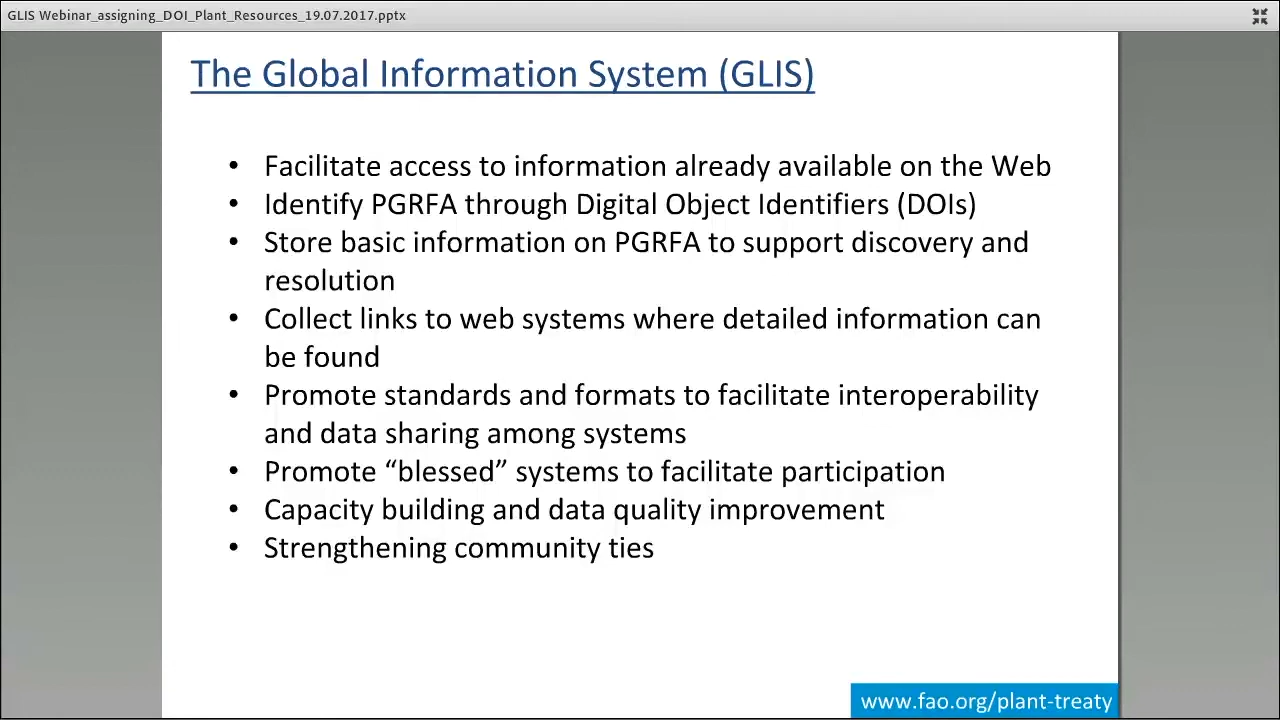 GLIS Webinar_assigning_DOI_Plant_Resources_19.07.2017.pptx
The Global Information System (GLIS)
• Facilitate access to information already available on the Web
• Identify PGRFA through Digital Object Identifiers (DOIs)
• Store basic information on PGRFA to support discovery and
resolution
• Collect links to web systems where detailed information can
be found
• Promote standards and formats to facilitate interoperability
and data sharing among systems
• Promote “blessed” systems to facilitate participation
• Capacity building and data quality improvement
• Strengthening community ties
www.fao.org/plant-treaty